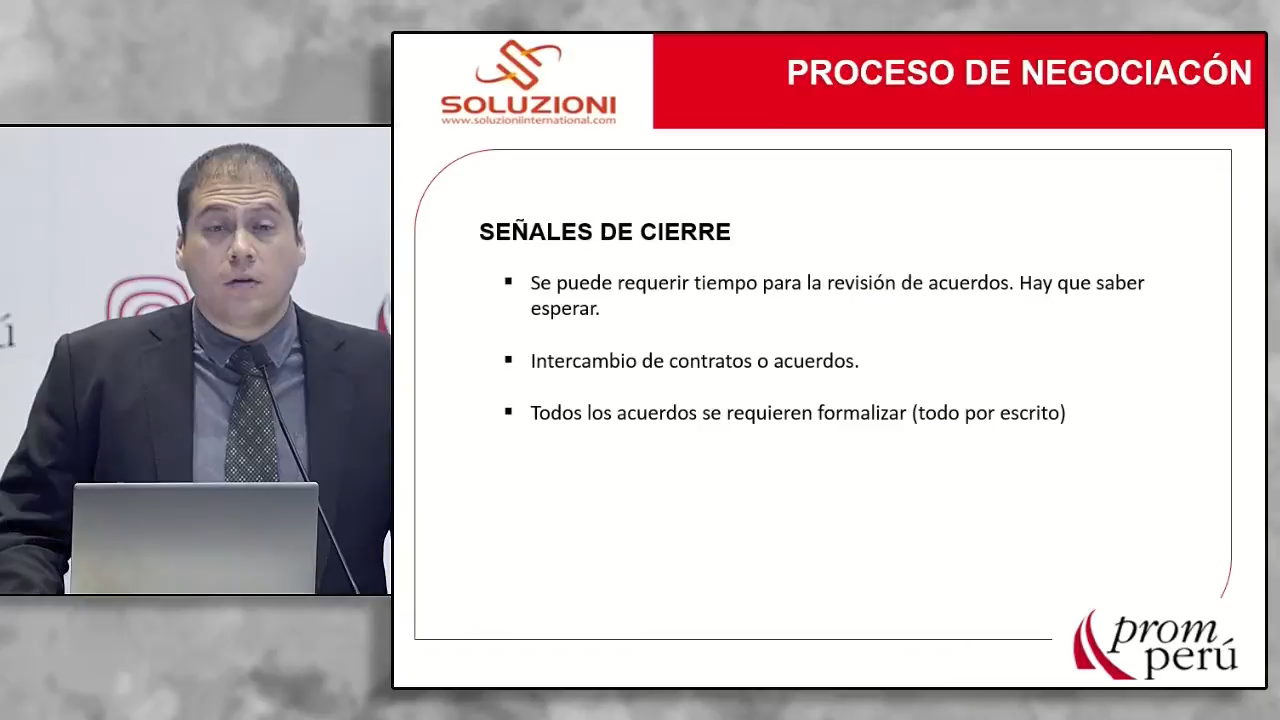 SOLUZIONI
www.soluzioniinternational.com
PROCESO DE NEGOCIACÓN
SEÑALES DE CIERRE
▪ Se puede requerir tiempo para la revisión de acuerdos. Hay que saber
esperar.
▪ Intercambio de contratos o acuerdos.
▪ Todos los acuerdos se requieren formalizar (todo por escrito)
prom
perú